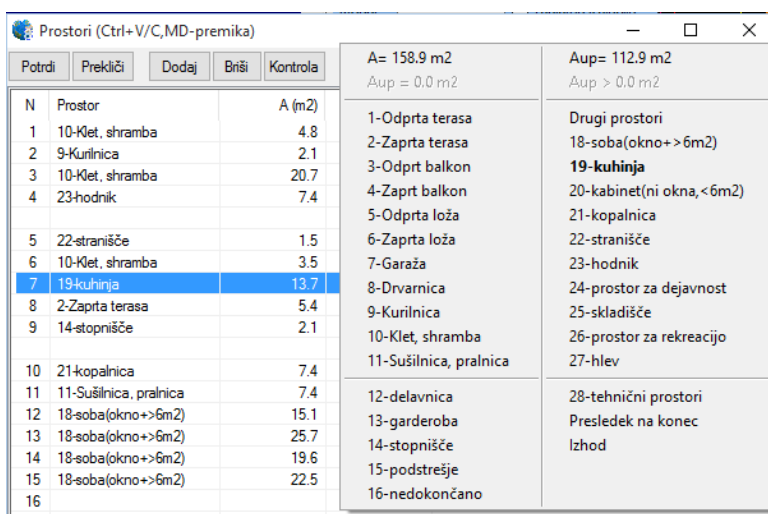 Prostori (Ctrl+V/C,MD-premika)
Potrdi Prekliči Dodaj Briši Kontrola
N Prostor A (m2)
1 10-Klet, shramba 4.8
2 9-Kurilnica 2.1
3 10-Klet, shramba 20.7
4 23-hodnik 7.4
5 22-stranišče 1.5
6 10-Klet, shramba 3.5
7 19-kuhinja 13.7
8 2-Zaprta terasa 5.4
9 14-stopnišče 2.1
10 21-kopalnica 7.4
11 11-Sušilnica, pralnica 7.4
12 18-soba(okno+>6m2) 15.1
13 18-soba(okno+>6m2) 25.7
14 18-soba(okno+>6m2) 19.6
15 18-soba(okno+>6m2) 22.5
16
A= 158.9 m2
Aup = 0.0 m2
1-Odprta terasa
2-Zaprta terasa
3-Odprt balkon
4-Zaprt balkon
5-Odprta loža
6-Zaprta loža
7-Garaža
8-Drvarnica
9-Kurilnica
10-Klet, shramba
11-Sušilnica, pralnica
12-delavnica
13-garderoba
14-stopnišče
15-podstrešje
16-nedokončano
Aup= 112.9 m2
Aup > 0.0 m2
Drugi prostori
18-soba(okno+>6m2)
19-kuhinja
20-kabinet(ni okna,<6m2)
21-kopalnica
22-stranišče
23-hodnik
24-prostor za dejavnost
25-skladišče
26-prostor za rekreacijo
27-hlev
28-tehnični prostori
Presledek na konec
Izhod